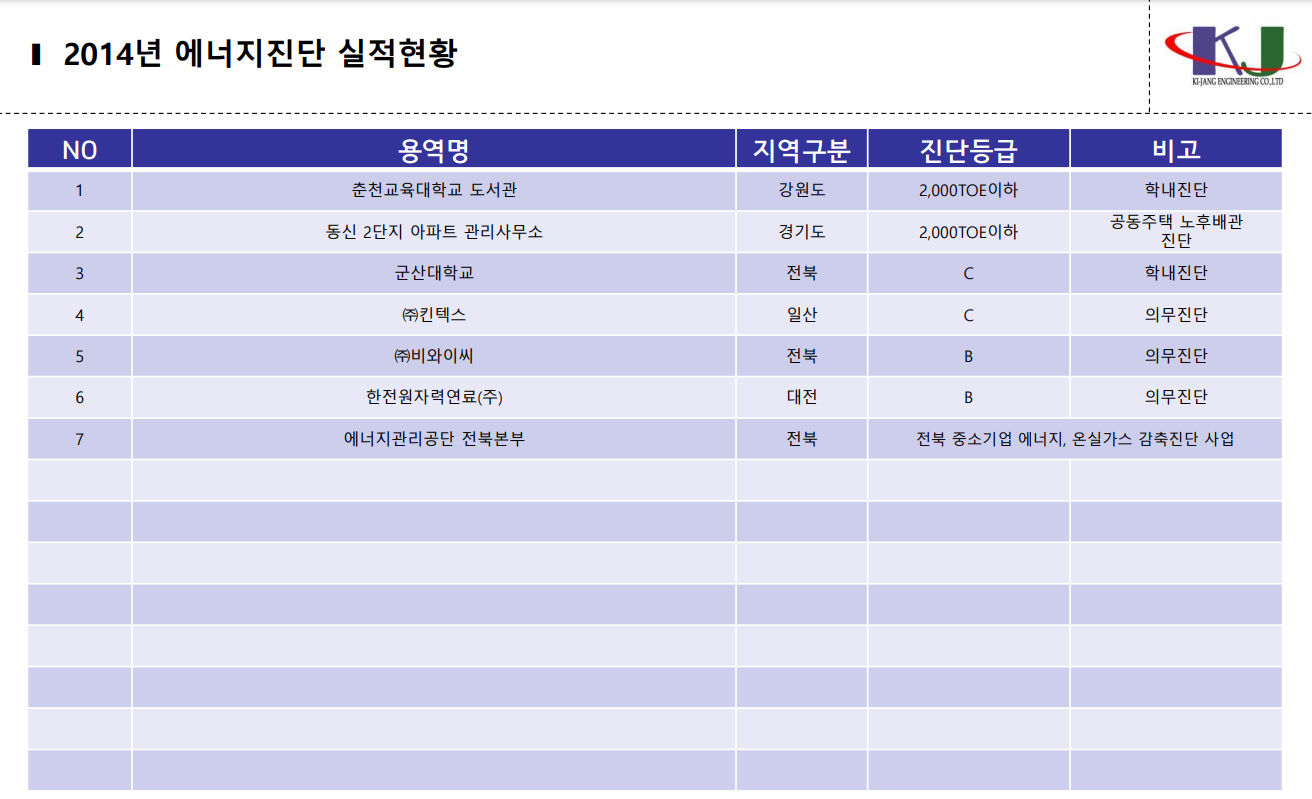 2014년 에너지진단 실적현황
KJ
KI-JANG ENGINEERING CO.,LTD
NO 용역명 지역구분 진단등급 비고
1 춘천교육대학교 도서관 강원도 2,000TOE이하 학내진단
2 동신 2단지 아파트 관리사무소 경기도 2,000TOE이하 공동주택 노후배관
진단
3 군산대학교 전북 C 학내진단
4 ㈜킨텍스 일산 C 의무진단
5 ㈜비와이씨 전북 B 의무진단
6 한전원자력연료(주) 대전 B 의무진단
7 에너지관리공단 전북본부 전북 전북 중소기업 에너지, 온실가스 감축진단 사업